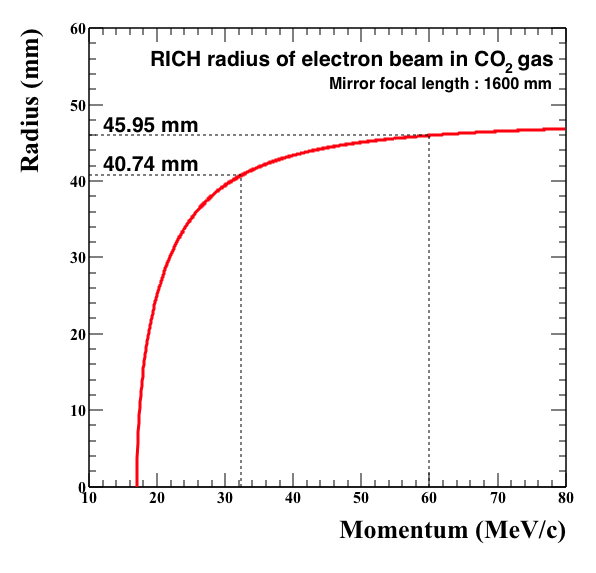 RICH radius of electron beam in CO2 gas
Mirror focal length : 1600 mm
Radius (mm)
60
50
45.95 mm
40.74 mm
40
30
20
10
0
10 20 30 40 50 60 70 80
Momentum (MeV/c)